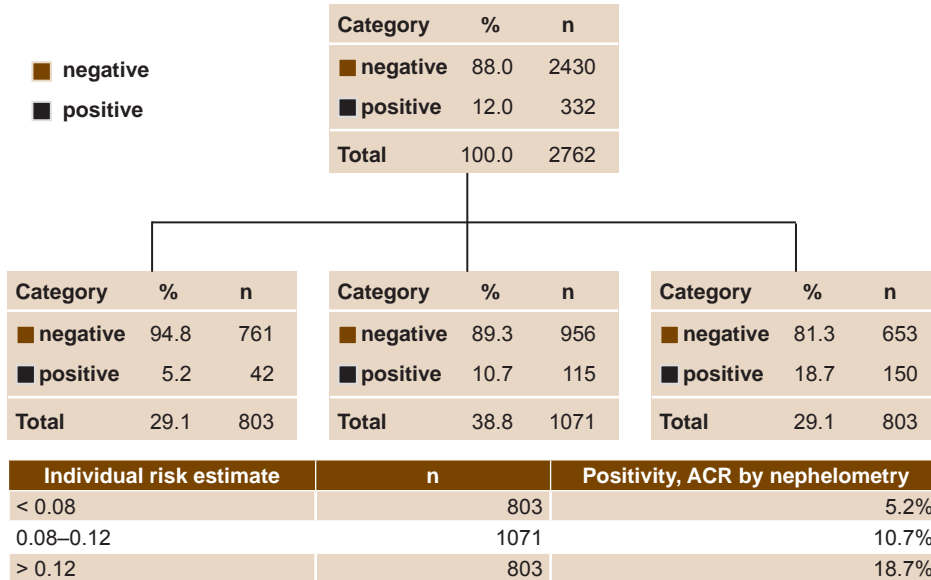 Category % n
negative 88.0 2430
positive 12.0 332
Total 100.0 2762
negative
positive
Category % n
negative 94.8 761
positive 5.2 42
Total 29.1 803
Category % n
negative 89.3 956
positive 10.7 115
Total 38.8 1071
Category % n
negative 81.3 653
positive 18.7 150
Total 29.1 803
Individual risk estimate n Positivity, ACR by nephelometry
< 0.08 803 5.2%
0.08–0.12 1071 10.7%
> 0.12 803 18.7%